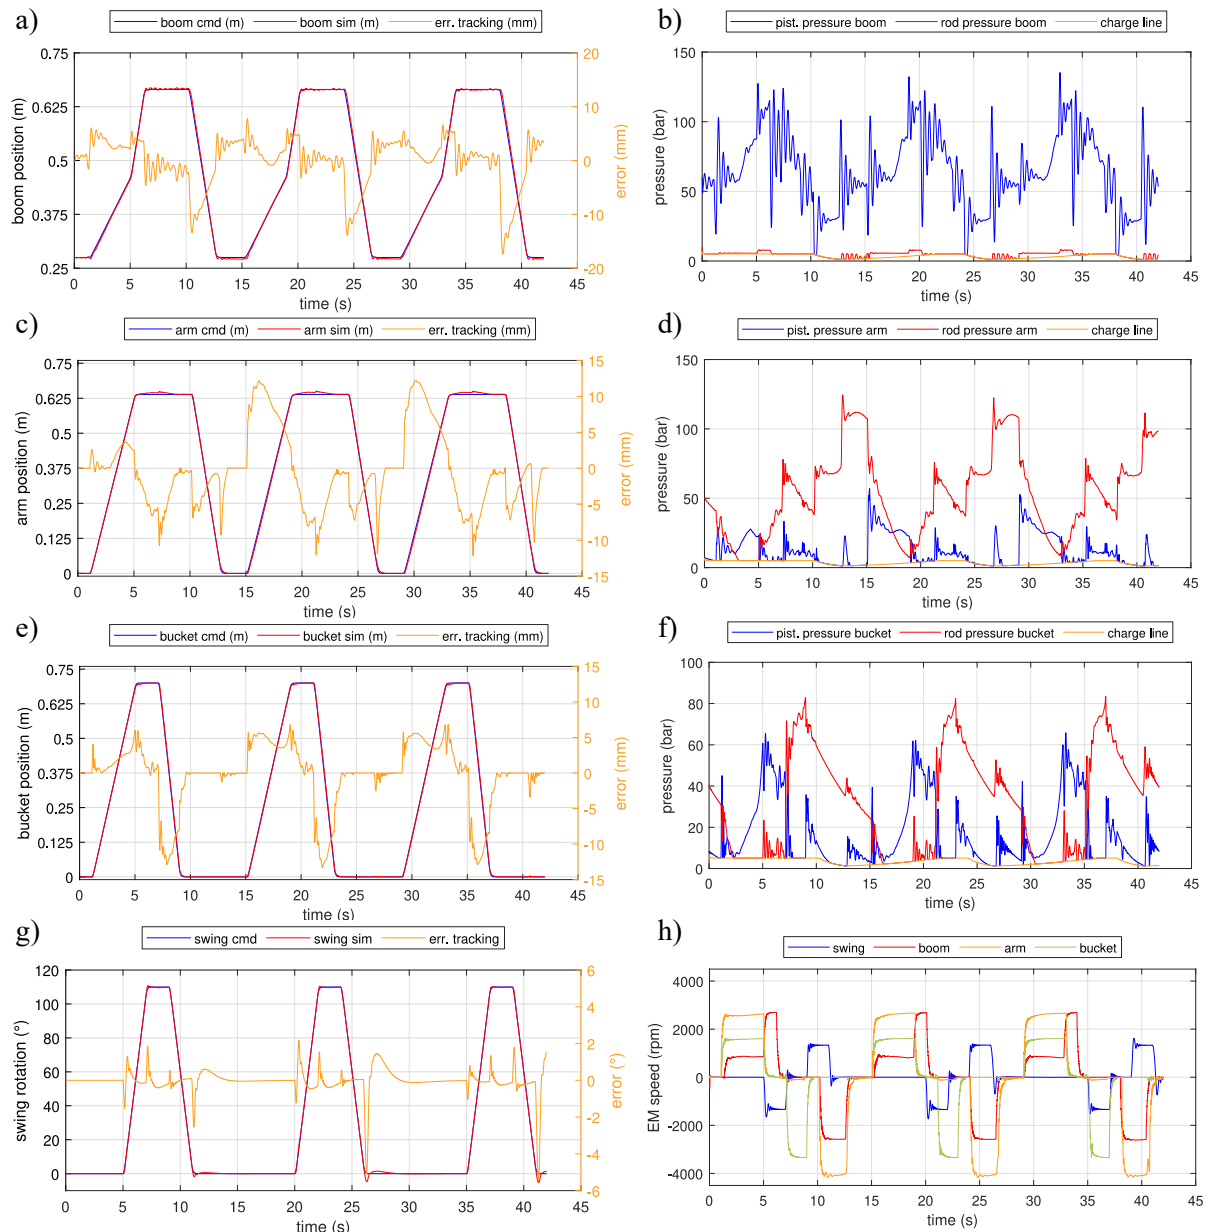 a)
boom cmd (m) boom sim (m) err. tracking (mm)
0.75 0.625 0.5 0.375 0.25
boom position (m)
20 10 0 -10 -20
error (mm)
0 5 10 15 20 25 30 35 40 45
time (s)
b)
pist. pressure boom rod pressure boom charge line
150 100 50 0
pressure (bar)
0 5 10 15 20 25 30 35 40 45
time (s)
c)
arm cmd (m) arm sim (m) err. tracking (mm)
0.75 0.625 0.5 0.375 0.25 0.125 0
arm position (m)
15 10 5 0 -5 -10 -15
error (mm)
0 5 10 15 20 25 30 35 40 45
time (s)
d)
pist. pressure arm rod pressure arm charge line
150 100 50 0
pressure (bar)
0 5 10 15 20 25 30 35 40 45
time (s)
e)
bucket cmd (m) bucket sim (m) err. tracking (mm)
0.75 0.625 0.5 0.375 0.25 0.125 0
bucket position (m)
15 10 5 0 -5 -10 -15
error (mm)
0 5 10 15 20 25 30 35 40 45
time (s)
f)
pist. pressure bucket rod pressure bucket charge line
100 80 60 40 20 0
pressure (bar)
0 5 10 15 20 25 30 35 40 45
time (s)
g)
swing cmd swing sim err. tracking
120 100 80 60 40 20 0
swing rotation (°)
6 4 2 0 -2 -4 -6
error (°)
0 5 10 15 20 25 30 35 40 45
time (s)
h)
swing boom arm bucket
4000 2000 0 -2000 -4000
EM speed (rpm)
0 5 10 15 20 25 30 35 40 45
time (s)